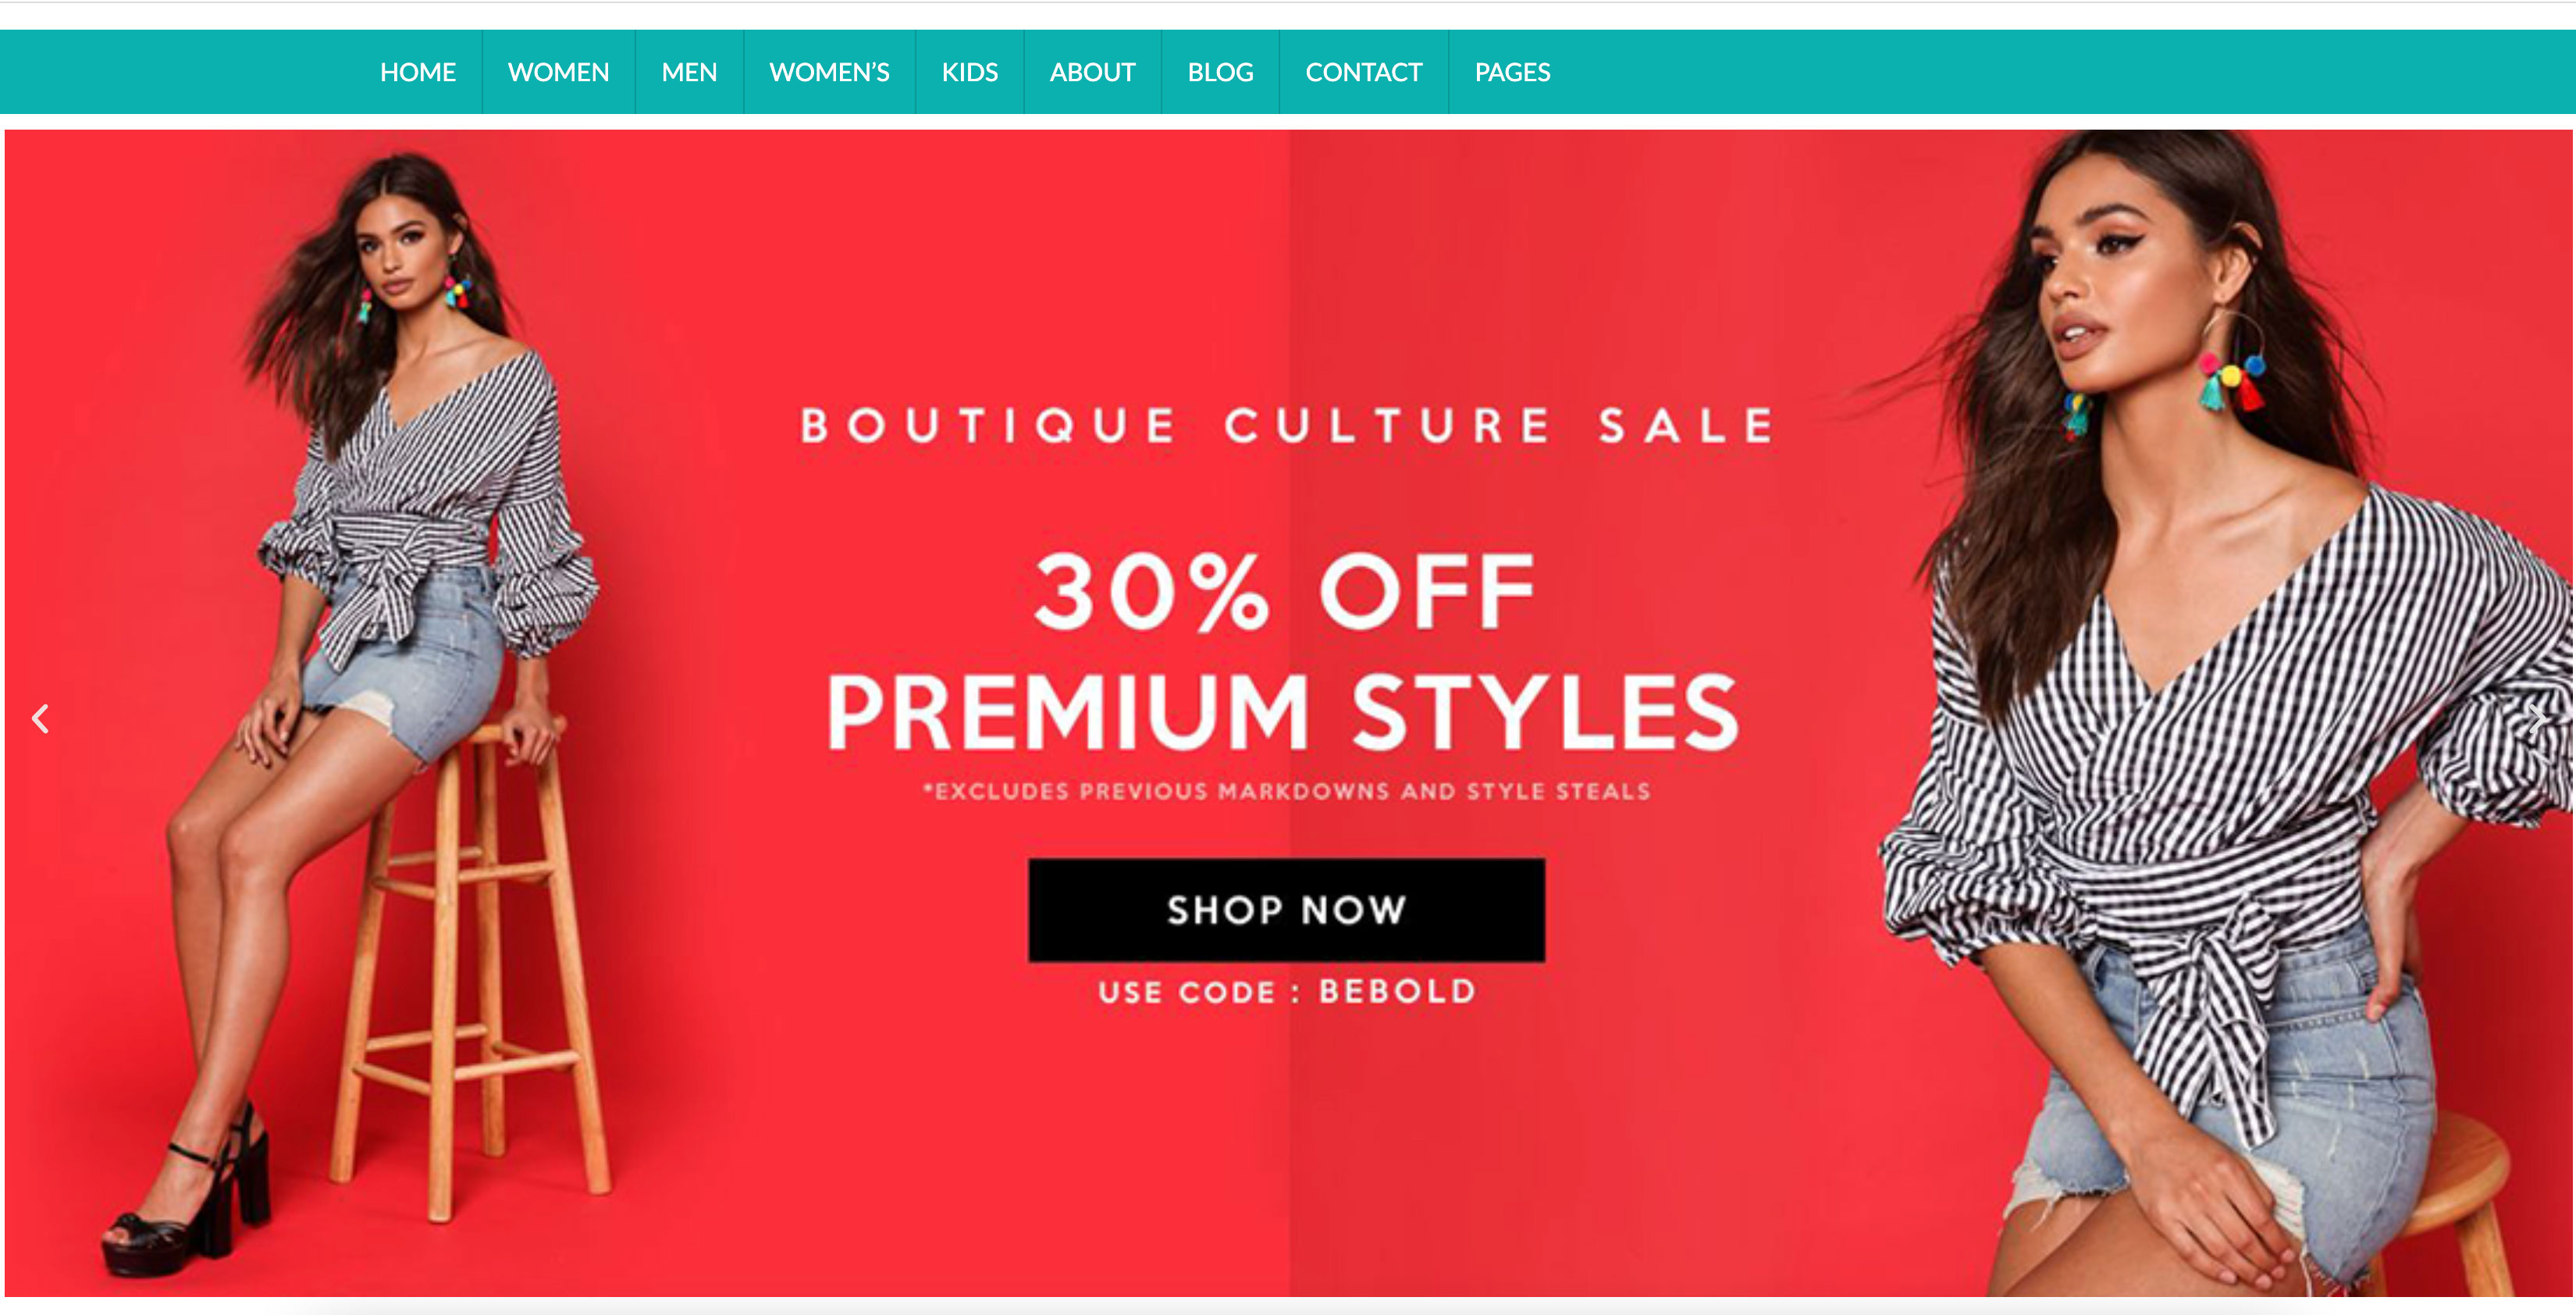 HOME WOMEN MEN WOMEN’S KIDS ABOUT BLOG CONTACT PAGES
BOUTIQUE CULTURE SALE
30% OFF
PREMIUM STYLES
*EXCLUDES PREVIOUS MARKDOWNS AND STYLE STEALS
SHOP NOW
USE CODE : BEBOLD